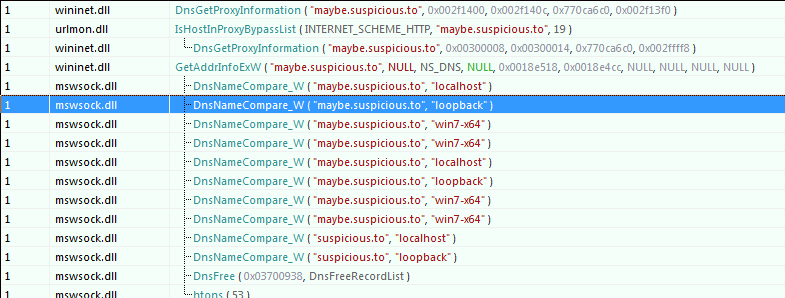 1 wininet.dll DnsGetProxyInformation ( "maybe.suspicious.to", 0x002f1400, 0x002f140c, 0x770ca6c0, 0x002f13f0 )
1 urlmon.dll IsHostInProxyBypassList ( INTERNET_SCHEME_HTTP, "maybe.suspicious.to", 19 )
1 wininet.dll DnsGetProxyInformation ( "maybe.suspicious.to", 0x00300008, 0x00300014, 0x770ca6c0, 0x002ffff8 )
1 wininet.dll GetAddrInfoExW ( "maybe.suspicious.to", NULL, NS_DNS, NULL, 0x0018e518, 0x0018e4cc, NULL, NULL, NULL, NULL )
1 mswsock.dll DnsNameCompare_W ( "maybe.suspicious.to", "localhost" )
1 mswsock.dll DnsNameCompare_W ( "maybe.suspicious.to", "loopback" )
1 mswsock.dll DnsNameCompare_W ( "maybe.suspicious.to", "win7-x64" )
1 mswsock.dll DnsNameCompare_W ( "maybe.suspicious.to", "win7-x64" )
1 mswsock.dll DnsNameCompare_W ( "maybe.suspicious.to", "localhost" )
1 mswsock.dll DnsNameCompare_W ( "maybe.suspicious.to", "loopback" )
1 mswsock.dll DnsNameCompare_W ( "maybe.suspicious.to", "win7-x64" )
1 mswsock.dll DnsNameCompare_W ( "maybe.suspicious.to", "win7-x64" )
1 mswsock.dll DnsNameCompare_W ( "suspicious.to", "localhost" )
1 mswsock.dll DnsNameCompare_W ( "suspicious.to", "loopback" )
1 mswsock.dll DnsFree ( 0x03700938, DnsFreeRecordList )
1 mswsock.dll htons ( 53 )